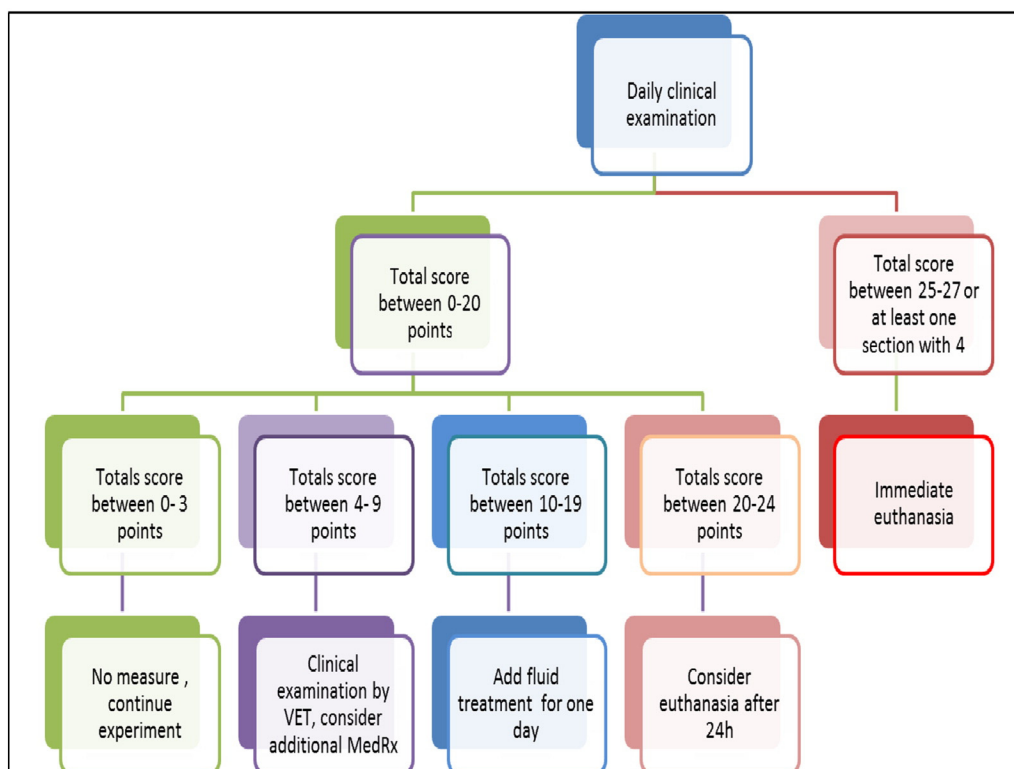 Daily clinical
examination
Total score
between 0-20
points
Total score
between 25-27 or
at least one
section with 4
Totals score
between 0- 3
points
Totals score
between 4- 9
points
Totals score
between 10-19
points
Totals score
between 20-24
points
Immediate
euthanasia
No measure ,
continue
experiment
Clinical
examination by
VET, consider
additional MedRx
Add fluid
treatment for one
day
Consider
euthanasia after
24h